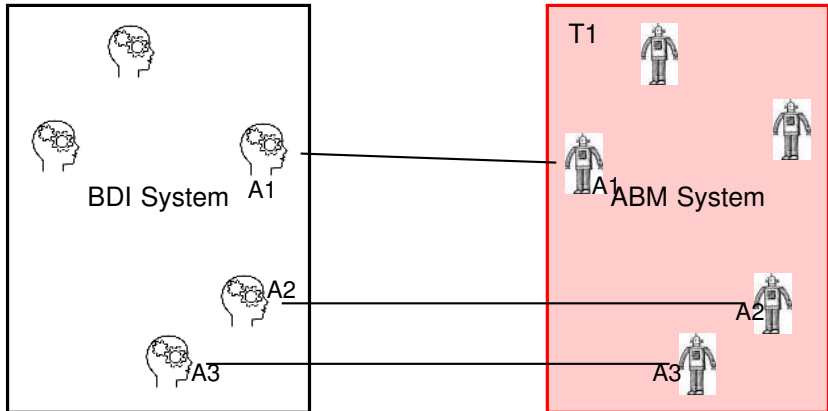 T1
BDI System
A1
A1
ABM System
A2
A2
A3
A3